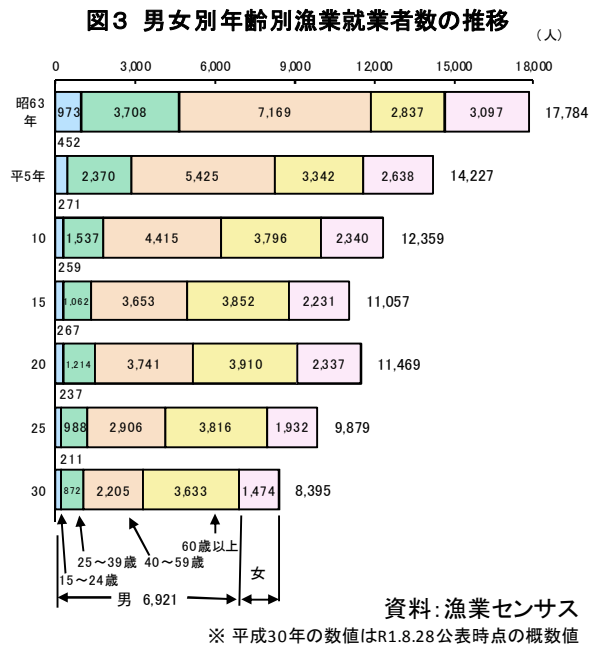 図3 男女別年齢別漁業就業者数の推移
（人）
0 3,000 6,000 9,000 12,000 15,000 18,000
昭63年 973 3,708 7,169 2,837 3,097 17,784
452
平5年 2,370 5,425 3,342 2,638 14,227
271
10 1,537 4,415 3,796 2,340 12,359
259
15 1,062 3,653 3,852 2,231 11,057
267
20 1,214 3,741 3,910 2,337 11,469
237
25 988 2,906 3,816 1,932 9,879
211
30 872 2,205 3,633 1,474 8,395
60歳以上
25～39歳 40～59歳
15～24歳
女
男 6,921
資料：漁業センサス
※ 平成30年の数値はR1.8.28公表時点の概数値